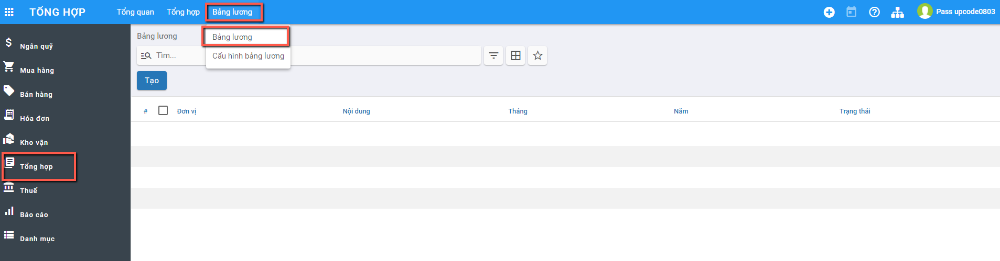 TỔNG HỢP Tổng quan Tổng hợp Bảng lương Pass upcode0803
Ngân quỹ
Mua hàng
Bán hàng
Hóa đơn
Kho vận
Tổng hợp
Thuế
Báo cáo
Danh mục
Bảng lương
Bảng lương
Tìm...
Cấu hình bảng lương
Tạo
# Đơn vị Nội dung Tháng Năm Trạng thái